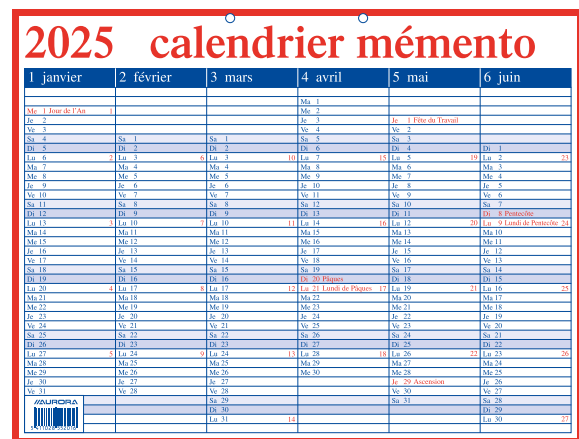 2025 calendrier mémento
1 janvier 2 février 3 mars 4 avril 5 mai 6 juin
Ma 1
Me 1 Jour de l'An 1 Me 2
Je 2 Je 3 Je 1 Fête du Travail
Ve 3 Ve 4 Ve 2
Sa 4 Sa 1 Sa 1 Sa 5 Sa 3
Di 5 Di 2 Di 2 Di 6 Di 4 Di 1
Lu 6 2 Lu 3 6 Lu 3 10 Lu 7 15 Lu 5 19 Lu 2 23
Ma 7 Ma 4 Ma 4 Ma 8 Ma 6 Ma 3
Me 8 Me 5 Me 5 Me 9 Me 7 Me 4
Je 9 Je 6 Je 6 Je 10 Je 8 Je 5
Ve 10 Ve 7 Ve 7 Ve 11 Ve 9 Ve 6
Sa 11 Sa 8 Sa 8 Sa 12 Sa 10 Sa 7
Di 12 Di 9 Di 9 Di 13 Di 11 Di 8 Pentecôte
Lu 13 3 Lu 10 7 Lu 10 11 Lu 14 16 Lu 12 20 Lu 9 Lundi de Pentecôte 24
Ma 14 Ma 11 Ma 11 Ma 15 Ma 13 Ma 10
Me 15 Me 12 Me 12 Me 16 Me 14 Me 11
Je 16 Je 13 Je 13 Je 17 Je 15 Je 12
Ve 17 Ve 14 Ve 14 Ve 18 Ve 16 Ve 13
Sa 18 Sa 15 Sa 15 Sa 19 Sa 17 Sa 14
Di 19 Di 16 Di 16 Di 20 Pâques Di 18 Di 15
Lu 20 4 Lu 17 8 Lu 17 12 Lu 21 Lundi de Pâques 17 Lu 19 21 Lu 16 25
Ma 21 Ma 18 Ma 18 Ma 22 Ma 20 Ma 17
Me 22 Me 19 Me 19 Me 23 Me 21 Me 18
Je 23 Je 20 Je 20 Je 24 Je 22 Je 19
Ve 24 Ve 21 Ve 21 Ve 25 Ve 23 Ve 20
Sa 25 Sa 22 Sa 22 Sa 26 Sa 24 Sa 21
Di 26 Di 23 Di 23 Di 27 Di 25 Di 22
Lu 27 5 Lu 24 9 Lu 24 13 Lu 28 18 Lu 26 22 Lu 23 26
Ma 28 Ma 25 Ma 25 Ma 29 Ma 27 Ma 24
Me 29 Me 26 Me 26 Me 30 Me 28 Me 25
Je 30 Je 27 Je 27 Je 29 Ascension Je 26
Ve 31 Ve 28 Ve 28 Ve 30 Ve 27
AURORA Sa 29 Sa 31 Sa 28
Di 30 Di 29
Lu 31 14 Lu 30 27